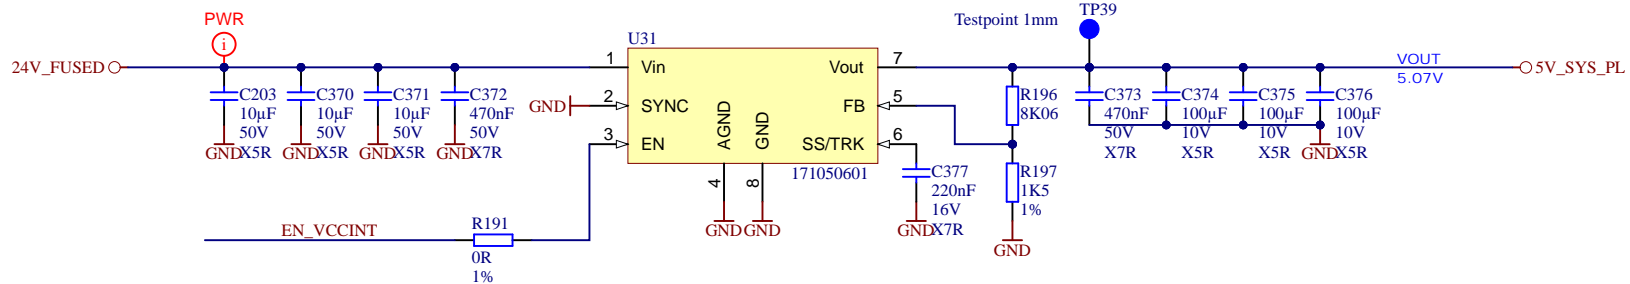 PWR
i
24V_FUSED
C203
10µF
50V
X5R
GND
C370
10µF
50V
X5R
GND
C371
10µF
50V
X5R
GND
C372
470nF
50V
X7R
GND
EN_VCCINT
R191
0R
1%
GND
U31
1
Vin
2
SYNC
3
EN
AGND
GND
4
8
GND
GND
Vout
7
FB
5
SS/TRK
6
171050601
C377
220nF
16V
X7R
GND
R196
8K06
R197
1K5
1%
GND
Testpoint 1mm
TP39
C373
470nF
50V
X7R
C374
100µF
10V
X5R
C375
100µF
10V
X5R
C376
100µF
10V
X5R
GND
VOUT
5.07V
5V_SYS_PL